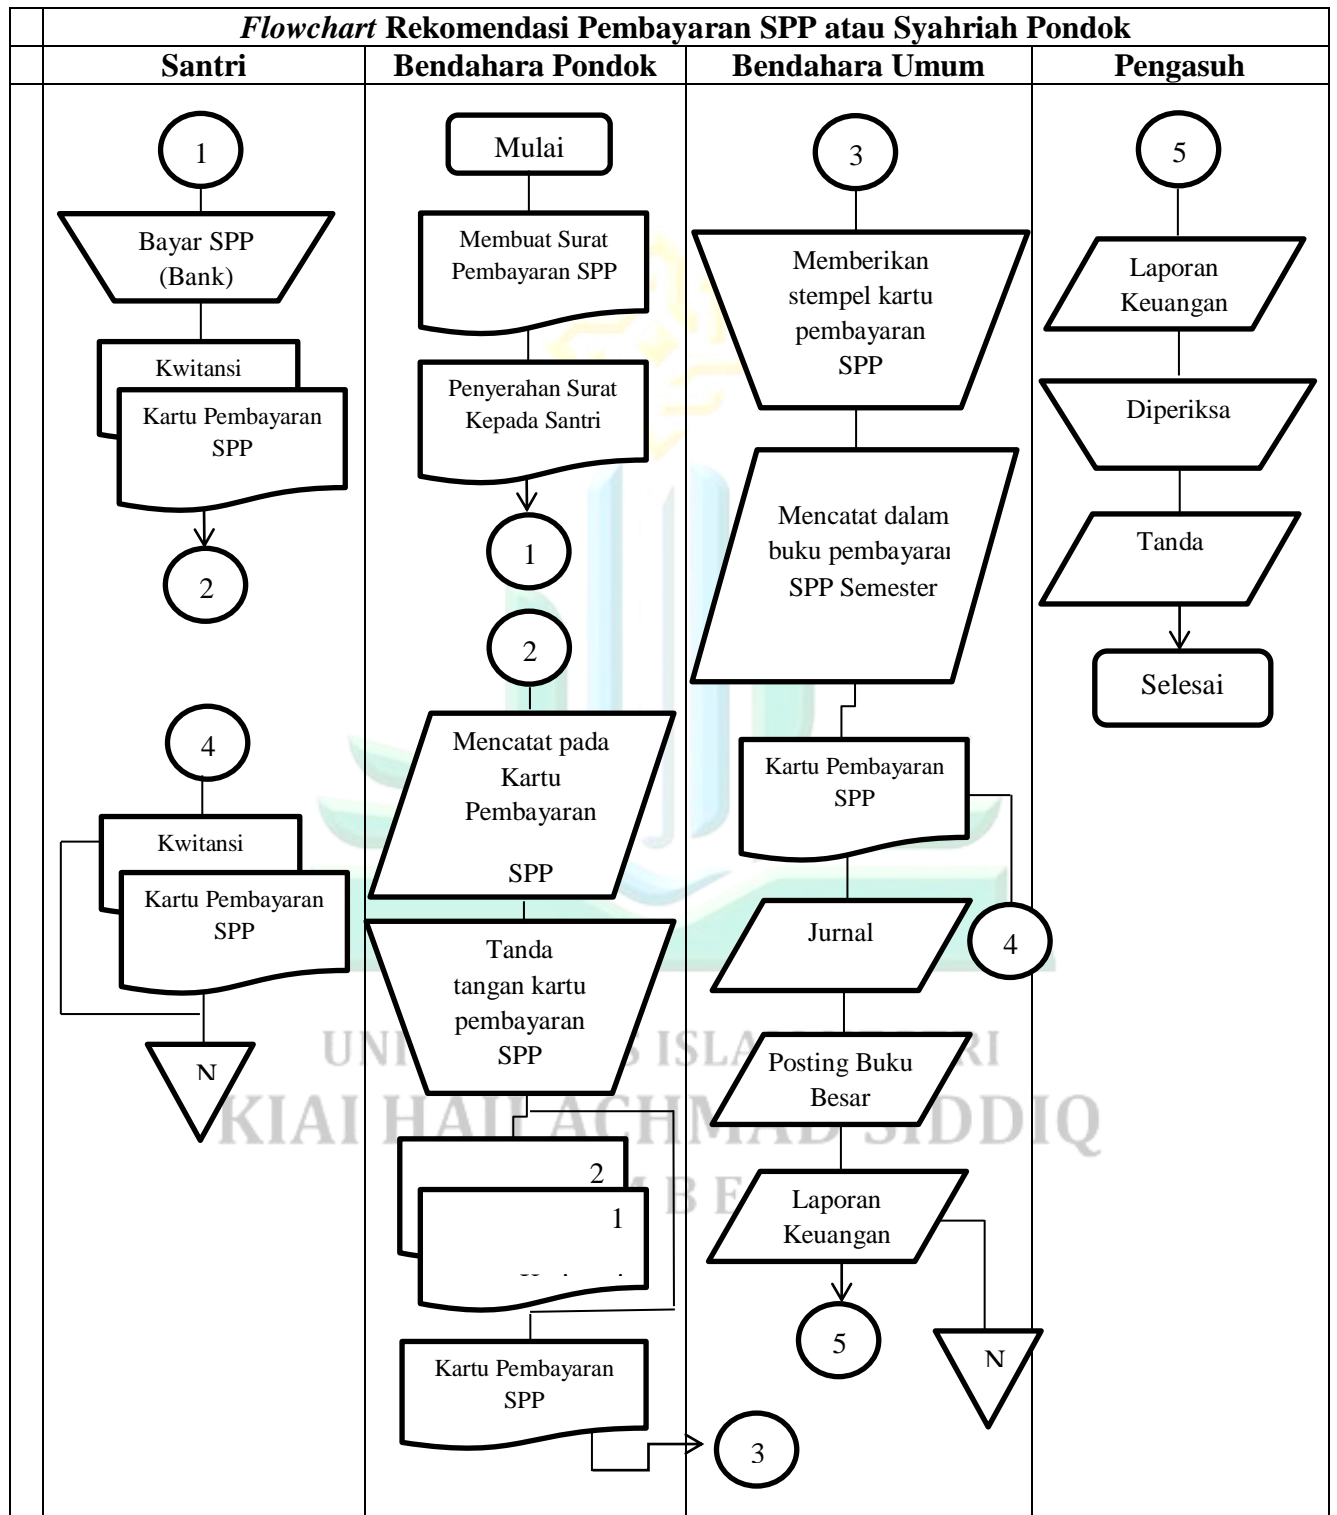 Flowchart Rekomendasi Pembayaran SPP atau Syahriah Pondok
Santri
Bendahara Pondok
Bendahara Umum
Pengasuh
1
Bayar SPP
(Bank)
Kwitansi
Kartu Pembayaran
SPP
2
4
Kwitansi
Kartu Pembayaran
SPP
N
Mulai
Membuat Surat
Pembayaran SPP
Penyerahan Surat
Kepada Santri
1
2
Mencatat pada
Kartu
Pembayaran
SPP
Tanda
tangan kartu
pembayaran
SPP
2
1
Kartu Pembayaran
SPP
3
3
Memberikan
stempel kartu
pembayaran
SPP
Mencatat dalam
buku pembayaran
SPP Semester
Kartu Pembayaran
SPP
4
Jurnal
Posting Buku
Besar
Laporan
Keuangan
5
N
5
Laporan
Keuangan
Diperiksa
Tanda
Selesai
KIAI HAJI ACHMAD SIDDIQ